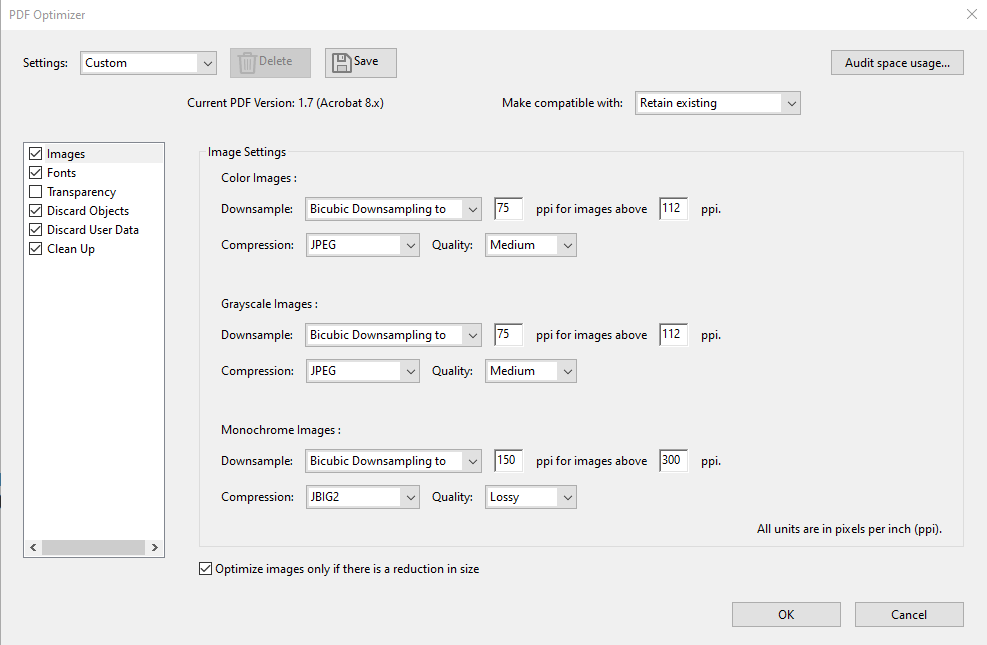 PDF Optimizer
Settings: Custom Delete Save Audit space usage...
Current PDF Version: 1.7 (Acrobat 8.x) Make compatible with: Retain existing
Images
Fonts
Transparency
Discard Objects
Discard User Data
Clean Up
Image Settings
Color Images :
Downsample: Bicubic Downsampling to 75 ppi for images above 112 ppi.
Compression: JPEG Quality: Medium
Grayscale Images :
Downsample: Bicubic Downsampling to 75 ppi for images above 112 ppi.
Compression: JPEG Quality: Medium
Monochrome Images :
Downsample: Bicubic Downsampling to 150 ppi for images above 300 ppi.
Compression: JBIG2 Quality: Lossy
All units are in pixels per inch (ppi).
Optimize images only if there is a reduction in size
OK Cancel